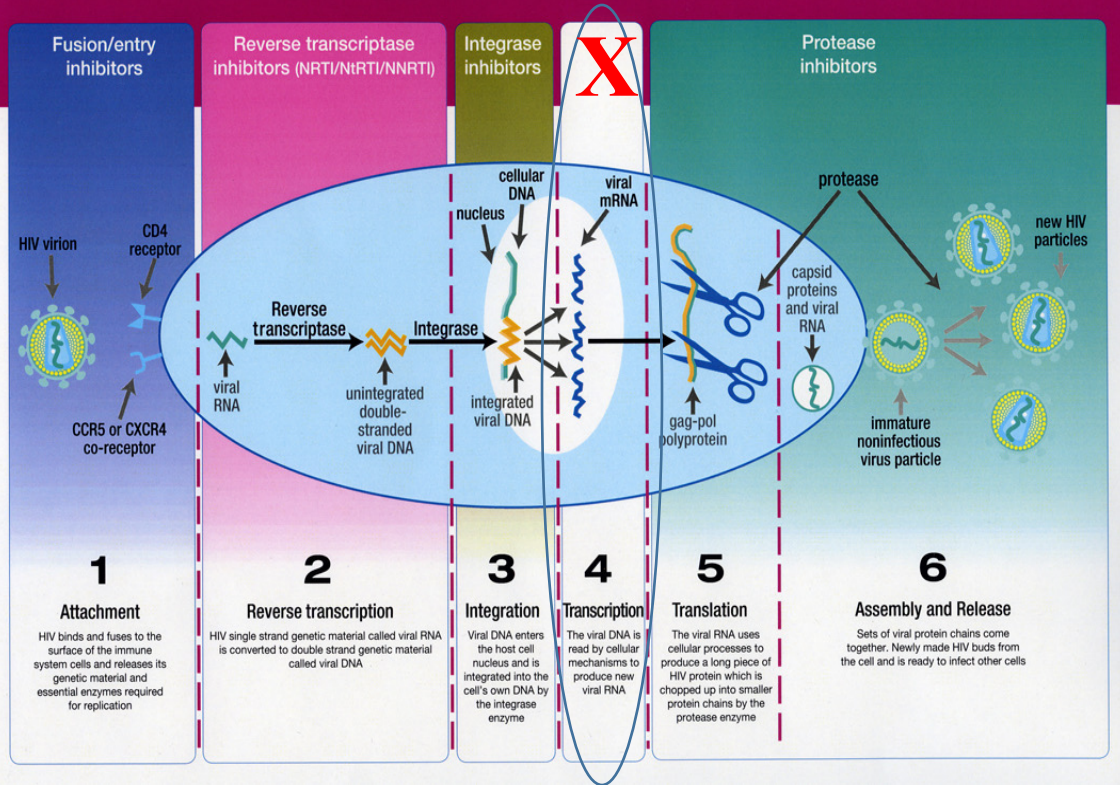 Fusion/entry
inhibitors
Reverse transcriptase
inhibitors (NRTI/NtRTI/NNRTI)
Integrase
inhibitors
X
Protease
inhibitors
HIV virion
CD4
receptor
CCR5 or CXCR4
co-receptor
viral
RNA
Reverse
transcriptase
unintegrated
double-
stranded
viral DNA
Integrase
nucleus
cellular
DNA
integrated
viral DNA
viral
mRNA
gag-pol
polyprotein
protease
capsid
proteins
and viral
RNA
immature
noninfectious
virus particle
new HIV
particles
1
Attachment
HIV binds and fuses to the
surface of the immune
system cells and releases its
genetic material and
essential enzymes required
for replication
2
Reverse transcription
HIV single strand genetic material called viral RNA
is converted to double strand genetic material
called viral DNA
3
Integration
Viral DNA enters
the host cell
nucleus and is
integrated into the
cell's own DNA by
the integrase
enzyme
4
Transcription
The viral DNA is
read by cellular
mechanisms to
produce new
viral RNA
5
Translation
The viral RNA uses
cellular processes to
produce a long piece of
HIV protein which is
chopped up into smaller
protein chains by the
protease enzyme
6
Assembly and Release
Sets of viral protein chains come
together. Newly made HIV buds from
the cell and is ready to infect other cells